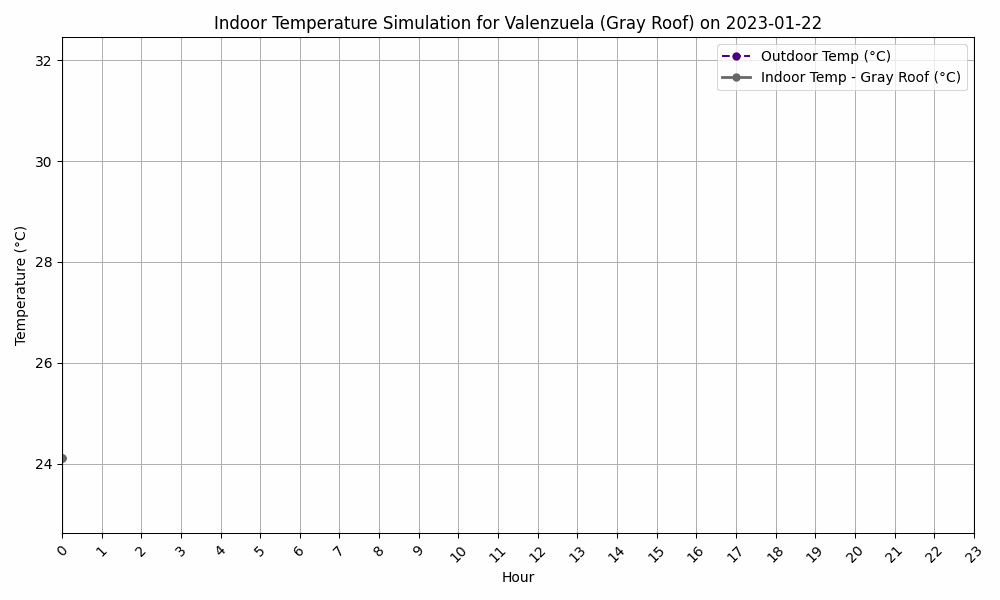 Indoor Temperature Simulation for Valenzuela (Gray Roof) on 2023-01-22
Outdoor Temp (°C)
Indoor Temp - Gray Roof (°C)
32
30
28
26
24
Temperature (°C)
0 1 2 3 4 5 6 7 8 9 10 11 12 13 14 15 16 17 18 19 20 21 22 23
Hour